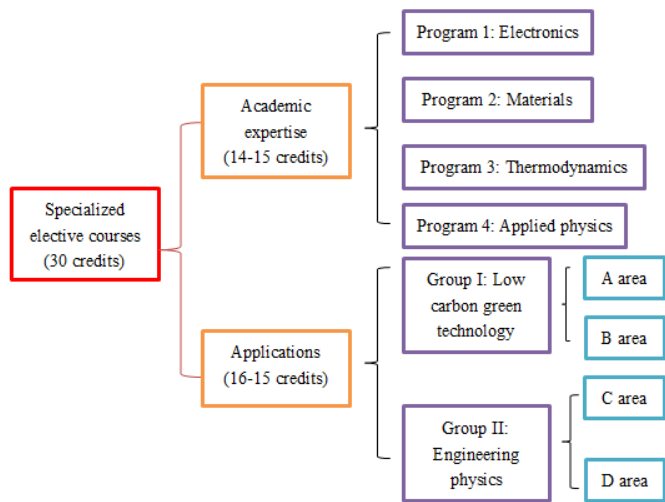 Specialized
elective courses
(30 credits)
Academic
expertise
(14-15 credits)
Program 1: Electronics
Program 2: Materials
Program 3: Thermodynamics
Program 4: Applied physics
Applications
(16-15 credits)
Group I: Low
carbon green
technology
A area
B area
Group II:
Engineering
physics
C area
D area